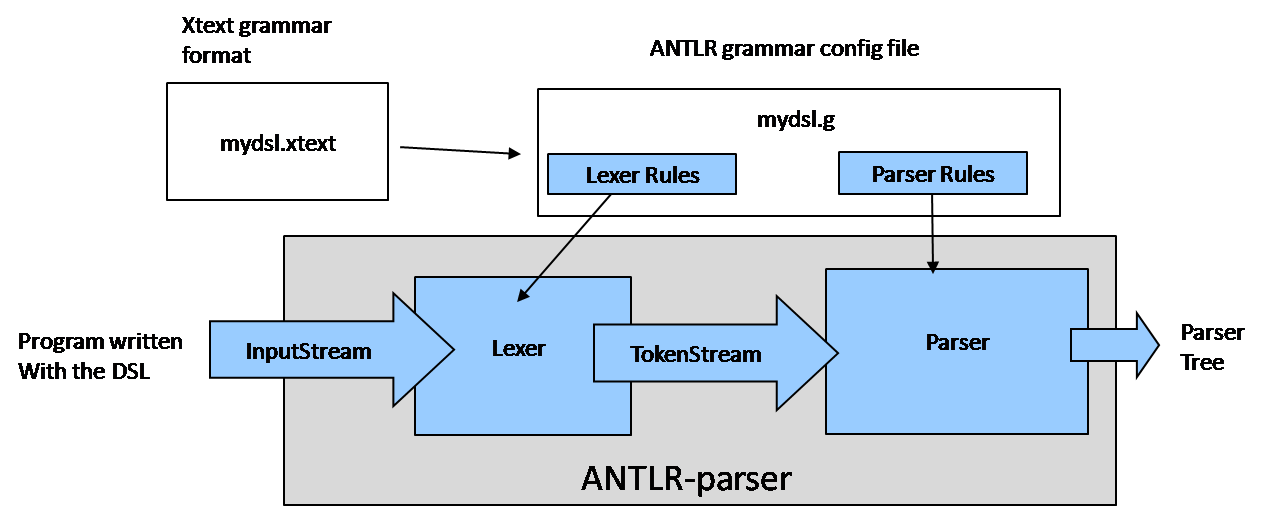 Xtext grammar
format
ANTLR grammar config file
mydsl.xtext
mydsl.g
Lexer Rules
Parser Rules
Program written
With the DSL
InputStream
Lexer
TokenStream
Parser
Parser
Tree
ANTLR-parser